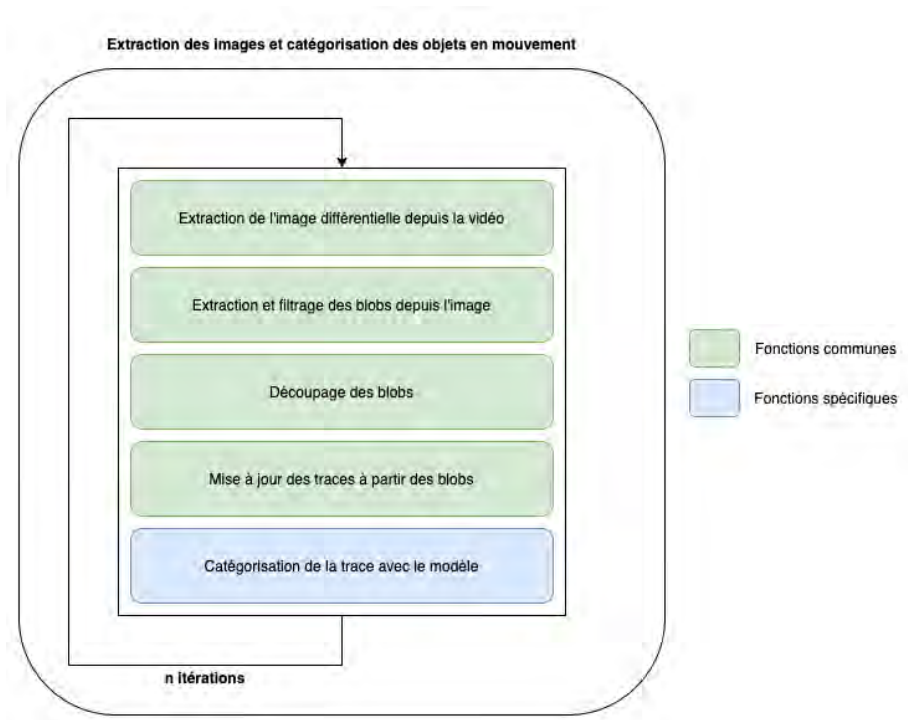 Extraction des images et catégorisation des objets en mouvement
Extraction de l'image différentielle depuis la vidéo
Extraction et filtrage des blobs depuis l'image
Découpage des blobs
Mise à jour des traces à partir des blobs
Catégorisation de la trace avec le modèle
n itérations
Fonctions communes
Fonctions spécifiques